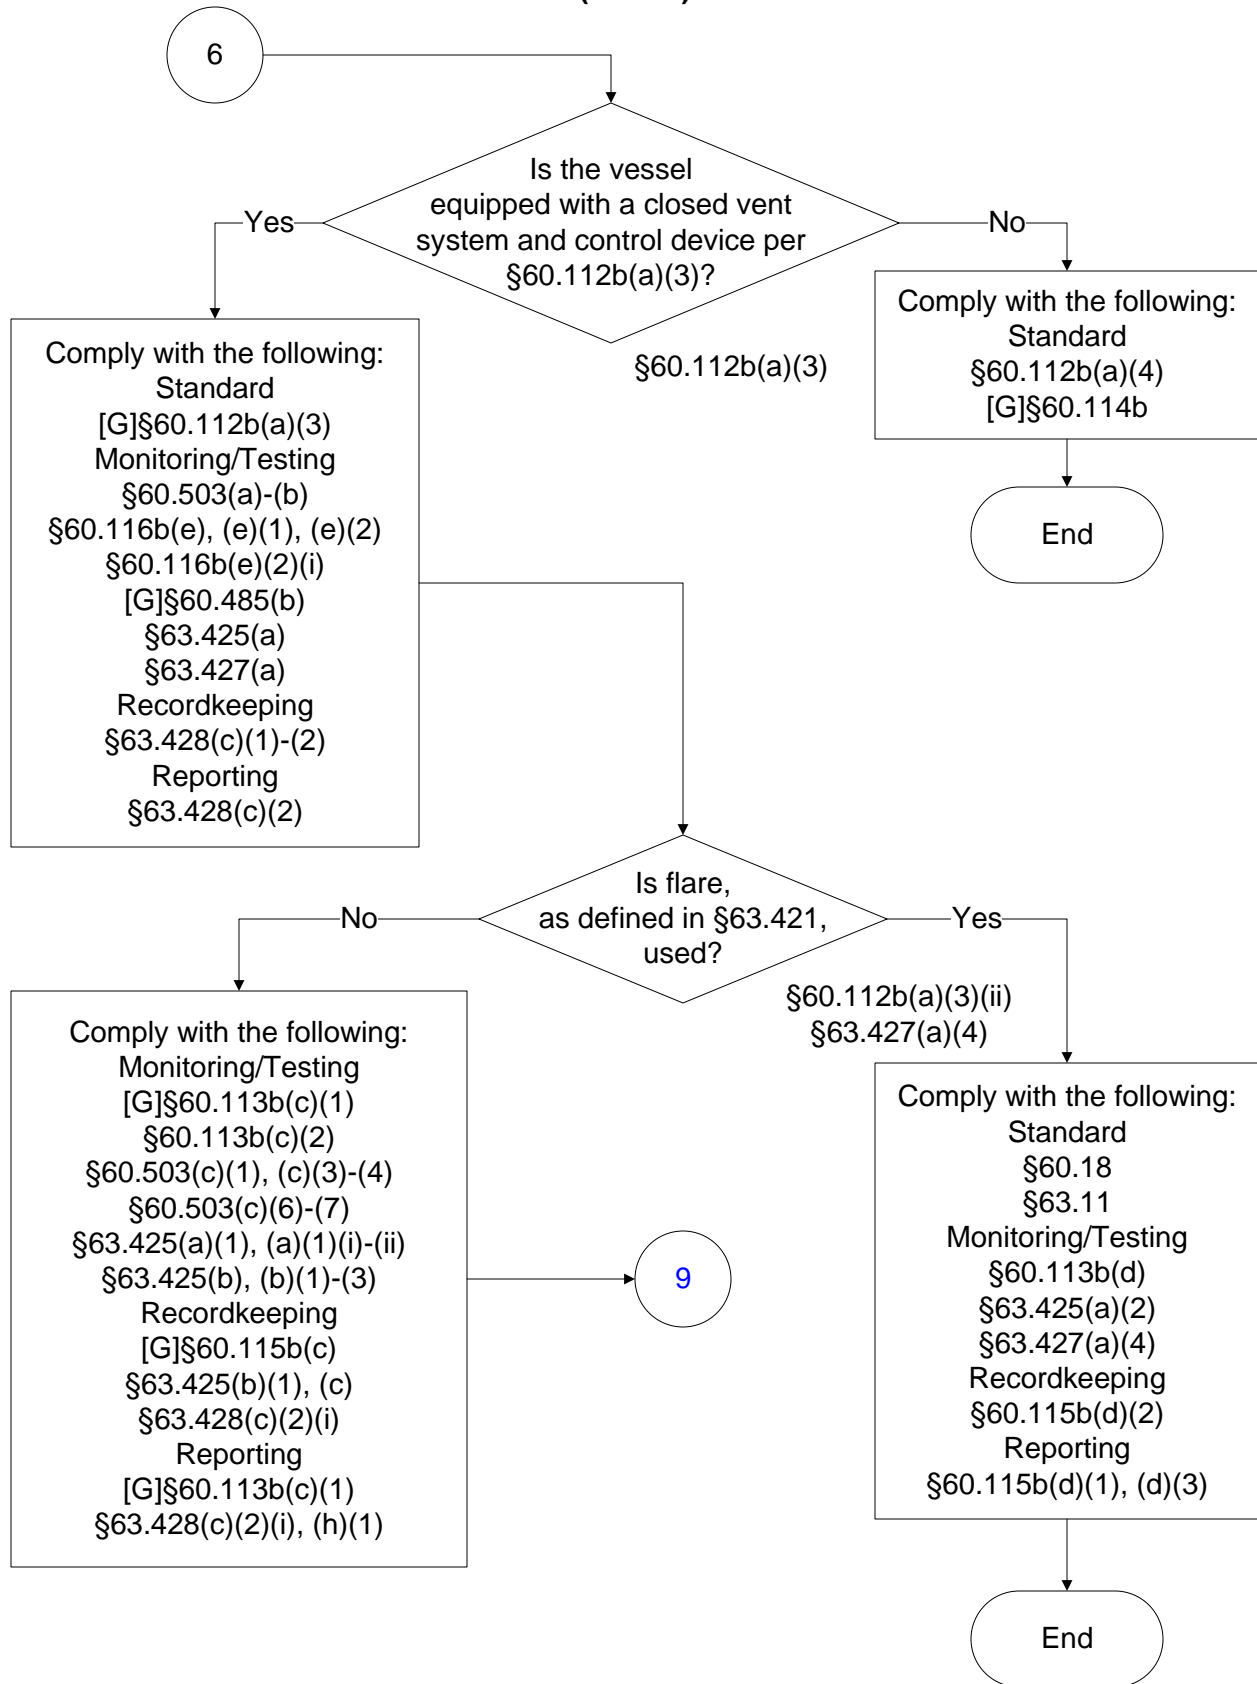 6
Is the vessel
equipped with a closed vent
system and control device per
§60.112b(a)(3)?
Yes
No
§60.112b(a)(3)
Comply with the following:
Standard
§60.112b(a)(4)
[G]§60.114b
End
Comply with the following:
Standard
[G]§60.112b(a)(3)
Monitoring/Testing
§60.503(a)-(b)
§60.116b(e), (e)(1), (e)(2)
§60.116b(e)(2)(i)
[G]§60.485(b)
§63.425(a)
§63.427(a)
Recordkeeping
§63.428(c)(1)-(2)
Reporting
§63.428(c)(2)
Is flare,
as defined in §63.421,
used?
No
Yes
§60.112b(a)(3)(ii)
§63.427(a)(4)
Comply with the following:
Monitoring/Testing
[G]§60.113b(c)(1)
§60.113b(c)(2)
§60.503(c)(1), (c)(3)-(4)
§60.503(c)(6)-(7)
§63.425(a)(1), (a)(1)(i)-(ii)
§63.425(b), (b)(1)-(3)
Recordkeeping
[G]§60.115b(c)
§63.425(b)(1), (c)
§63.428(c)(2)(i)
Reporting
[G]§60.113b(c)(1)
§63.428(c)(2)(i), (h)(1)
9
Comply with the following:
Standard
§60.18
§63.11
Monitoring/Testing
§60.113b(d)
§63.425(a)(2)
§63.427(a)(4)
Recordkeeping
§60.115b(d)(2)
Reporting
§60.115b(d)(1), (d)(3)
End